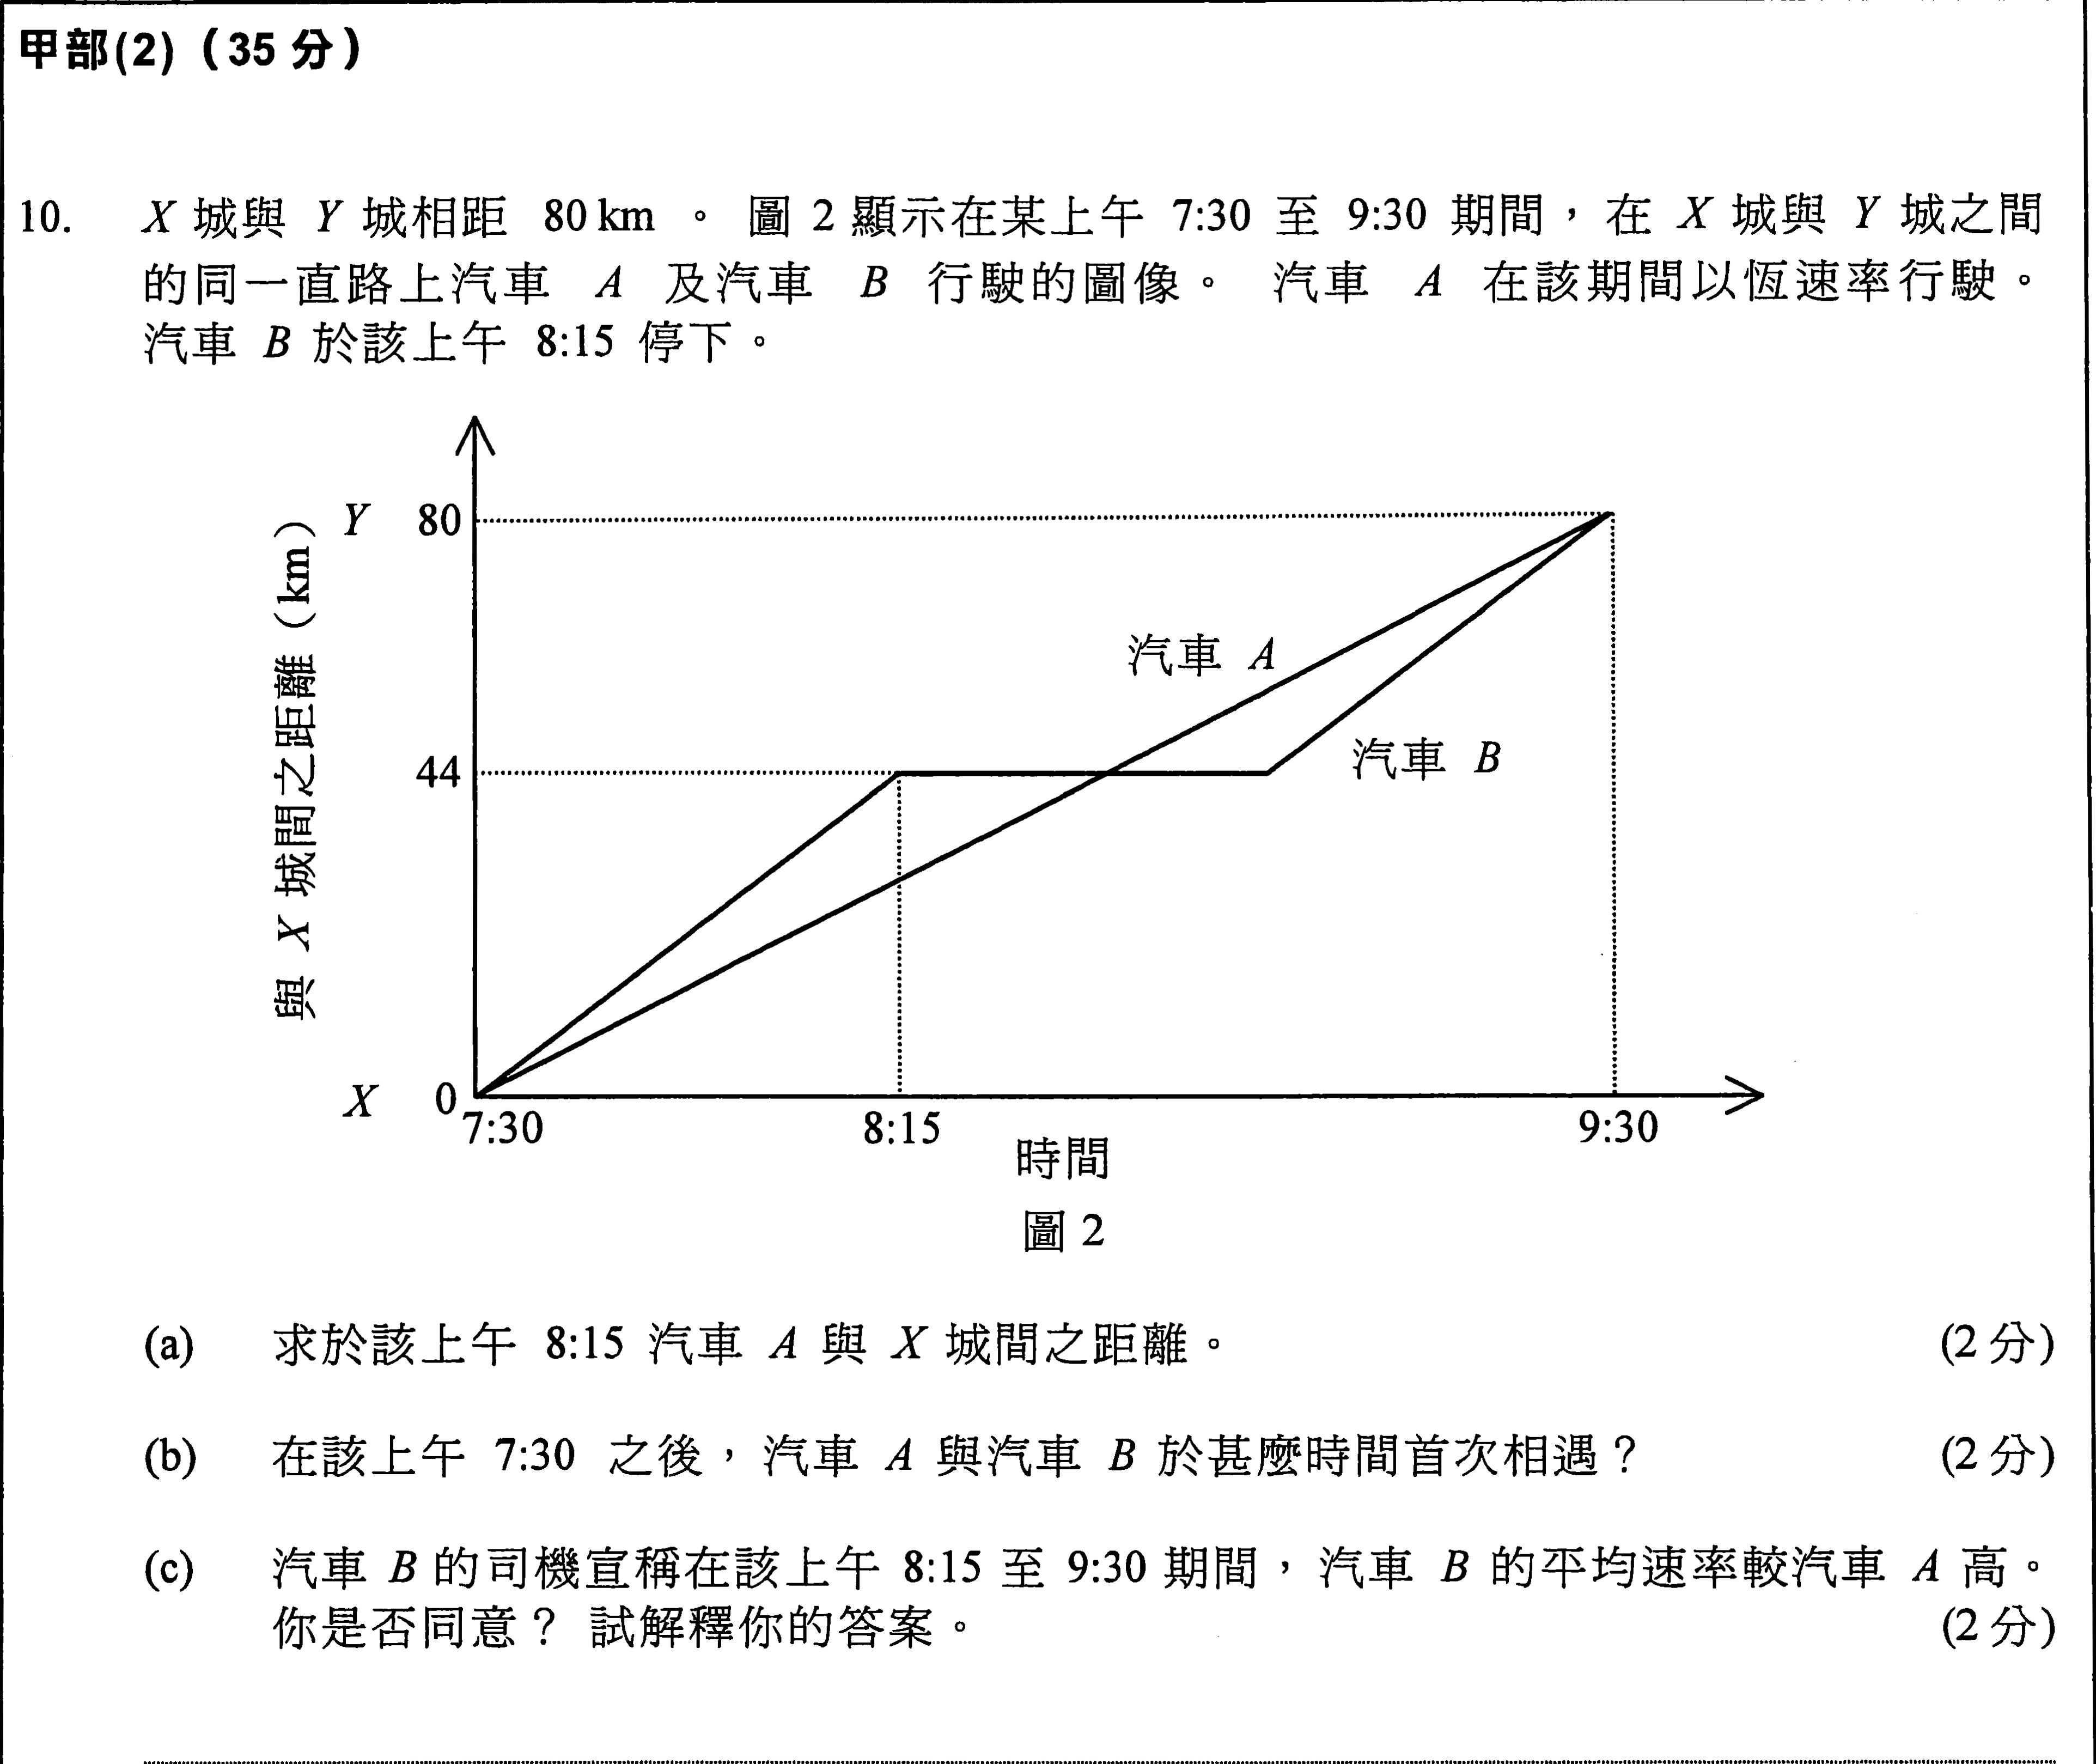 甲部(2)（35 分）
10. X 城與 Y 城相距 80 km 。 圖 2 顯示在某上午 7:30 至 9:30 期間，在 X 城與 Y 城之間
的同一直路上汽車 A 及汽車 B 行駛的圖像。 汽車 A 在該期間以恆速率行駛。
汽車 B 於該上午 8:15 停下。
與 X 城間之距離（km）
Y 80
汽車 A
44
汽車 B
X 0
7:30 8:15 9:30
時間
圖 2
(a) 求於該上午 8:15 汽車 A 與 X 城間之距離。 (2 分)
(b) 在該上午 7:30 之後，汽車 A 與汽車 B 於甚麼時間首次相遇？ (2 分)
(c) 汽車 B 的司機宣稱在該上午 8:15 至 9:30 期間，汽車 B 的平均速率較汽車 A 高。
你是否同意？ 試解釋你的答案。 (2 分)